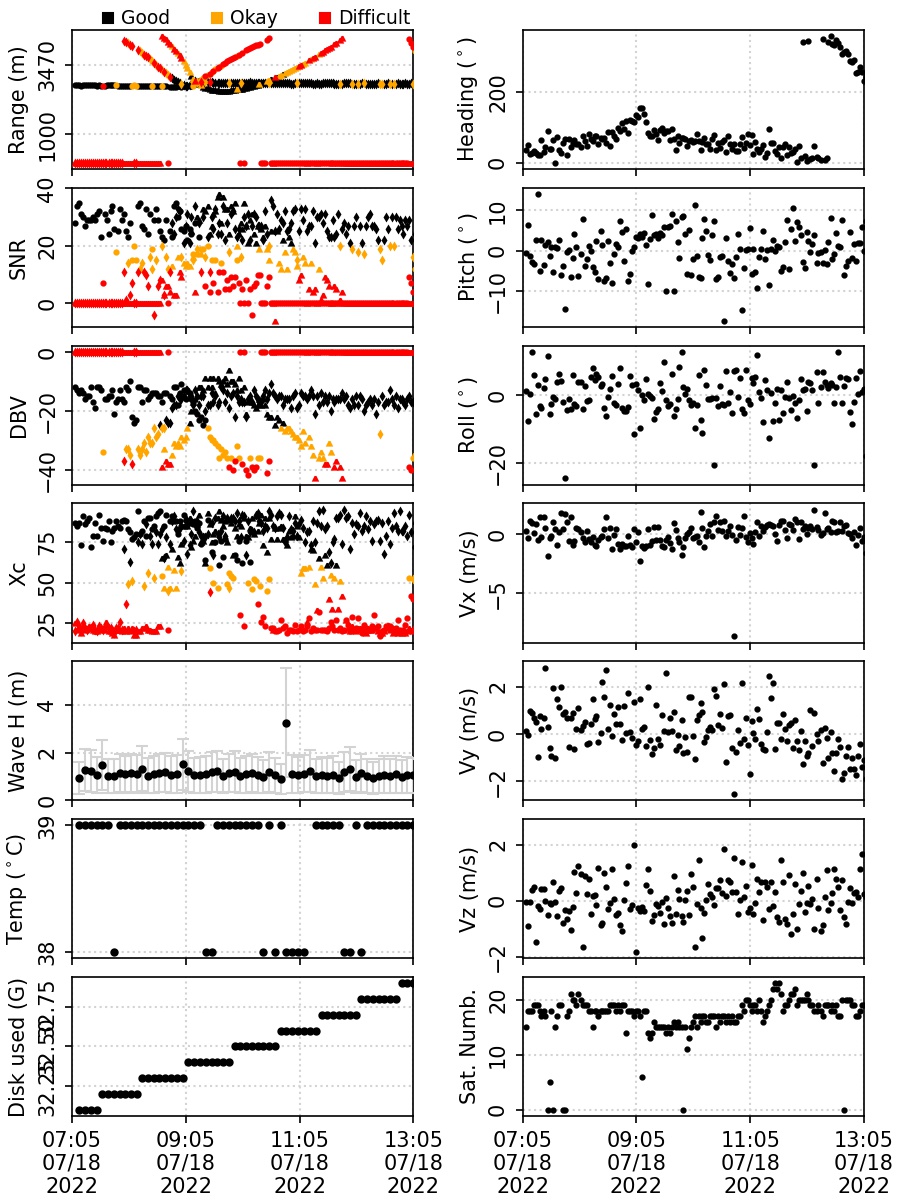 Good Okay Difficult
Range (m)
3470
1000
Heading (°)
200
0
SNR
40
20
0
Pitch (°)
10
0
−10
DBV
0
−20
−40
Roll (°)
0
−20
Xc
75
50
25
Vx (m/s)
0
−5
Wave H (m)
4
2
0
Vy (m/s)
2
0
−2
Temp (°C)
39
38
Vz (m/s)
2
0
−2
Disk used (G)
32.75
32.50
32.25
Sat. Numb.
20
10
0
07:05 09:05 11:05 13:05
07/18 07/18 07/18 07/18
2022 2022 2022 2022
07:05 09:05 11:05 13:05
07/18 07/18 07/18 07/18
2022 2022 2022 2022